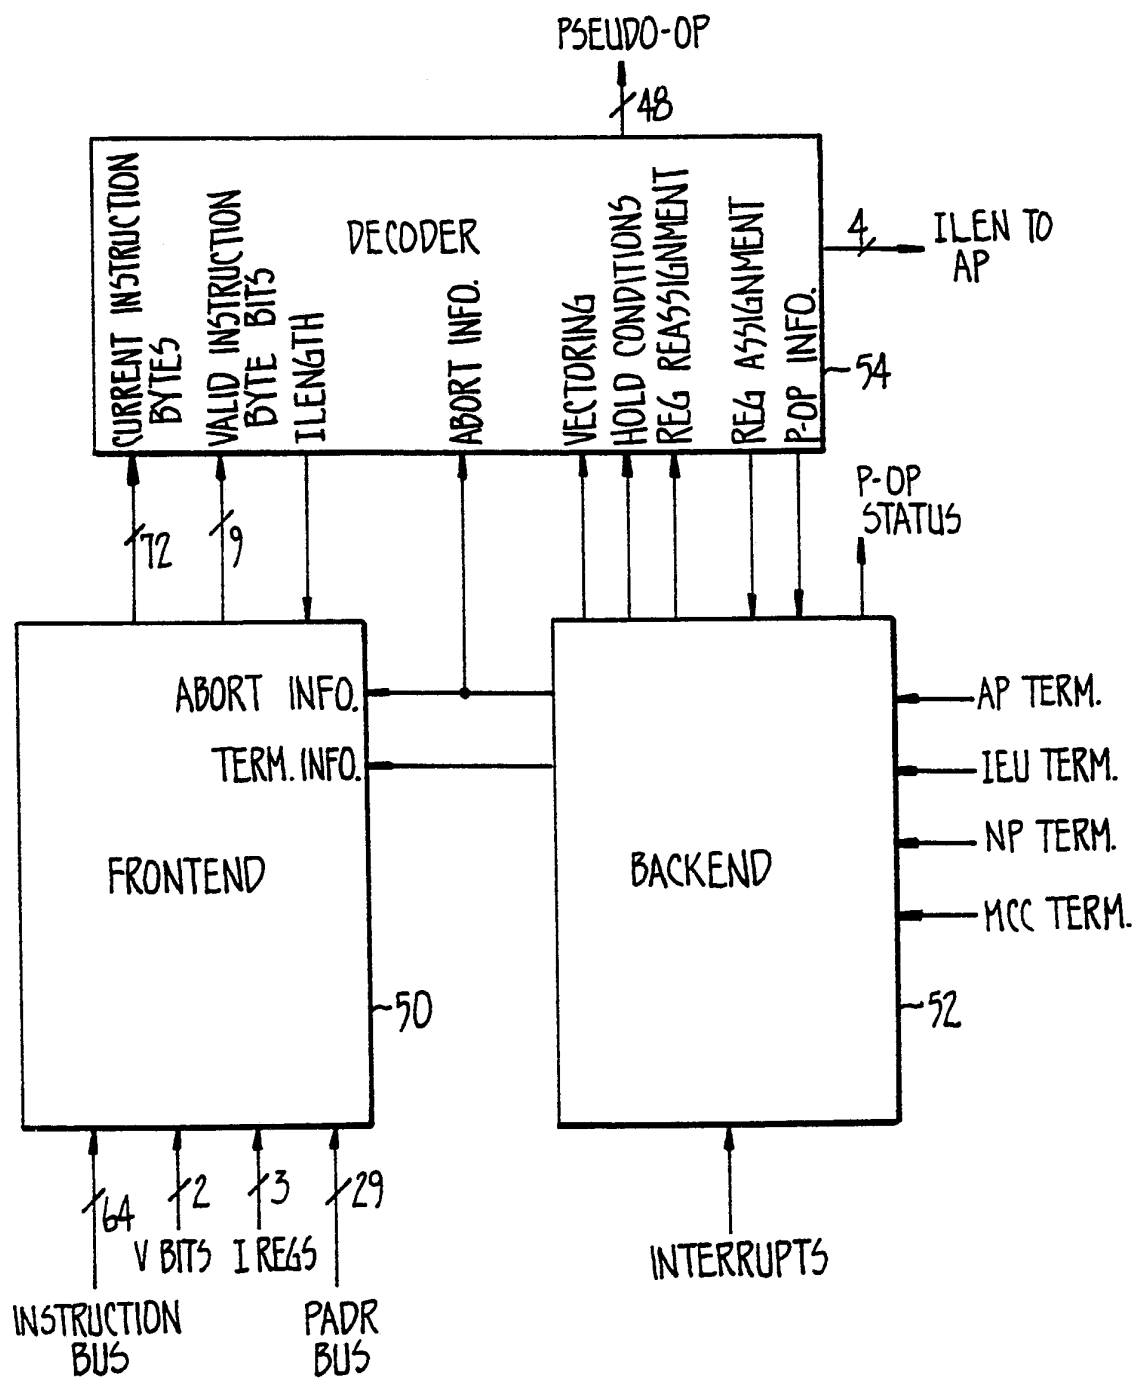 PSEUDO-OP
48
CURRENT INSTRUCTION
BYTES
VALID INSTRUCTION
BYTE BITS
ILENGTH
DECODER
ABORT INFO.
VECTORING
HOLD CONDITIONS
REG REASSIGNMENT
REG ASSIGNMENT
P-OP INFO.
4
ILEN TO
AP
54
72
9
P-OP
STATUS
ABORT INFO.
TERM. INFO.
FRONTEND
50
BACKEND
AP TERM.
IEU TERM.
NP TERM.
MCC TERM.
52
64
2
3
29
V BITS
I REGS
INSTRUCTION
BUS
PADR
BUS
INTERRUPTS